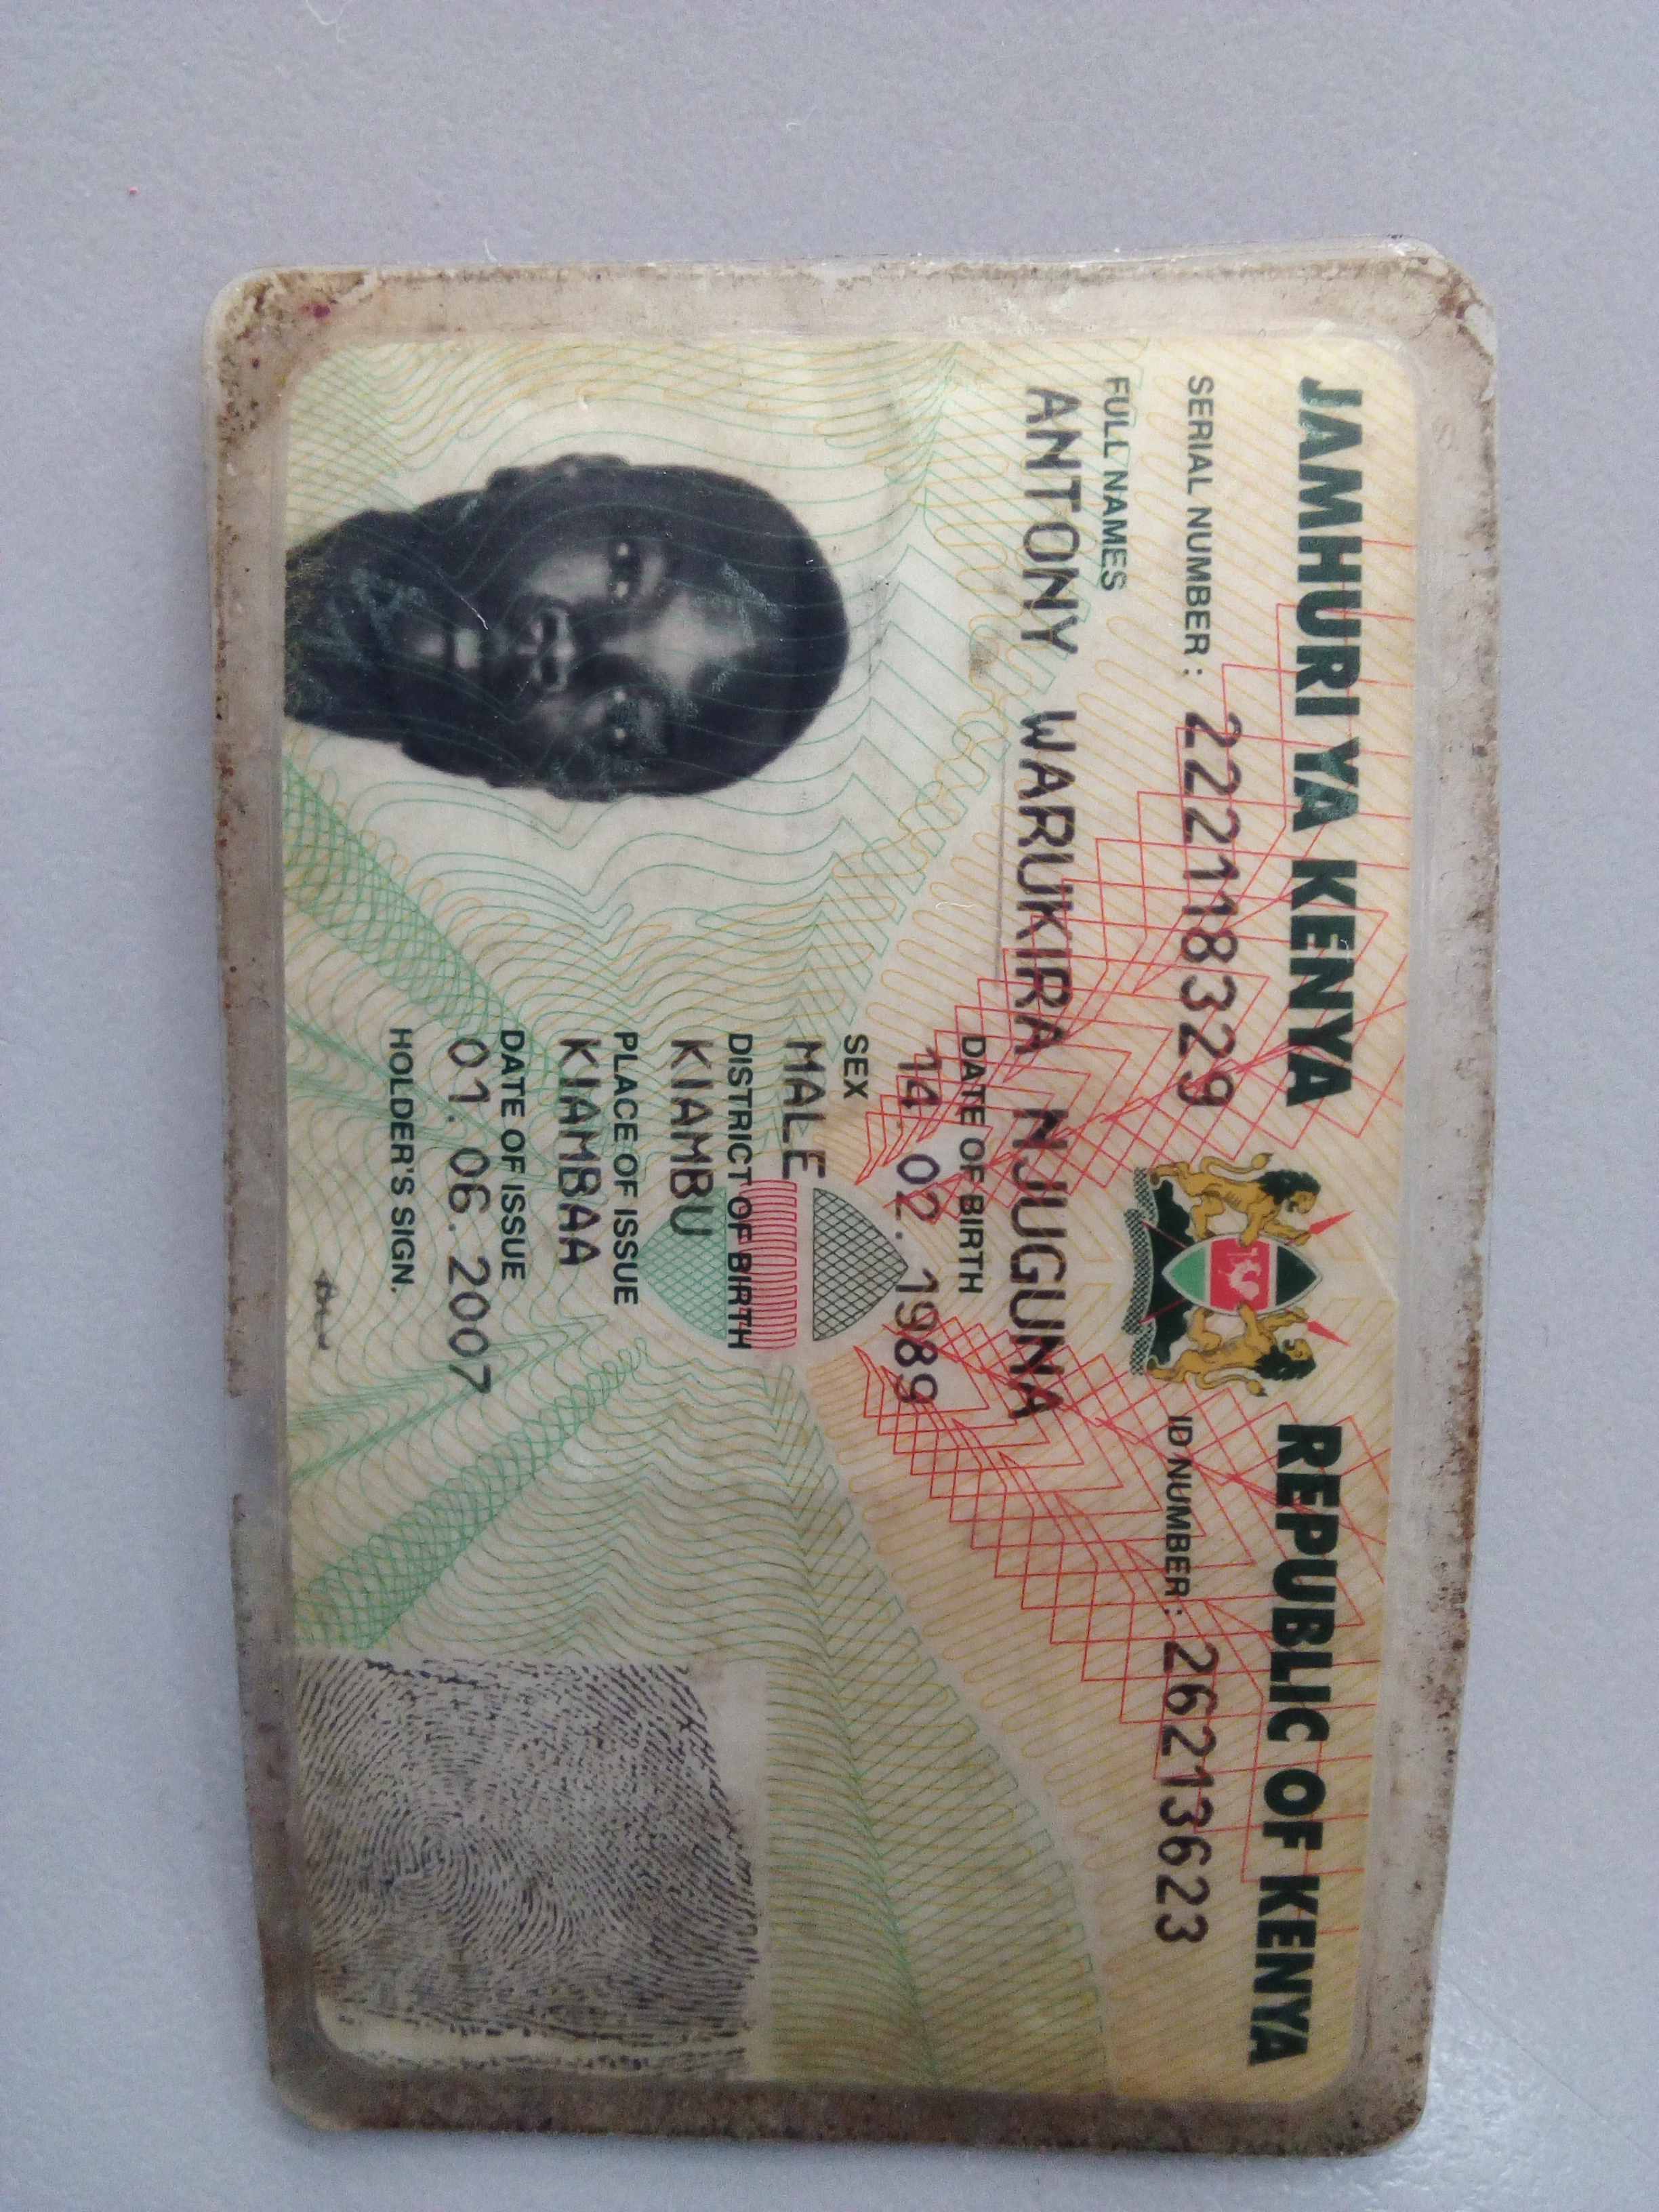 JAMHURI YA KENYA REPUBLIC OF KENYA
SERIAL NUMBER: 222118329 ID NUMBER: 26213623
FULL NAMES
ANTONY WARUKIRA NJUGUNA
DATE OF BIRTH
14. 02. 1989
SEX
MALE
DISTRICT OF BIRTH
KIAMBU
PLACE OF ISSUE
KIAMBAA
DATE OF ISSUE
01. 06. 2007
HOLDER'S SIGN.